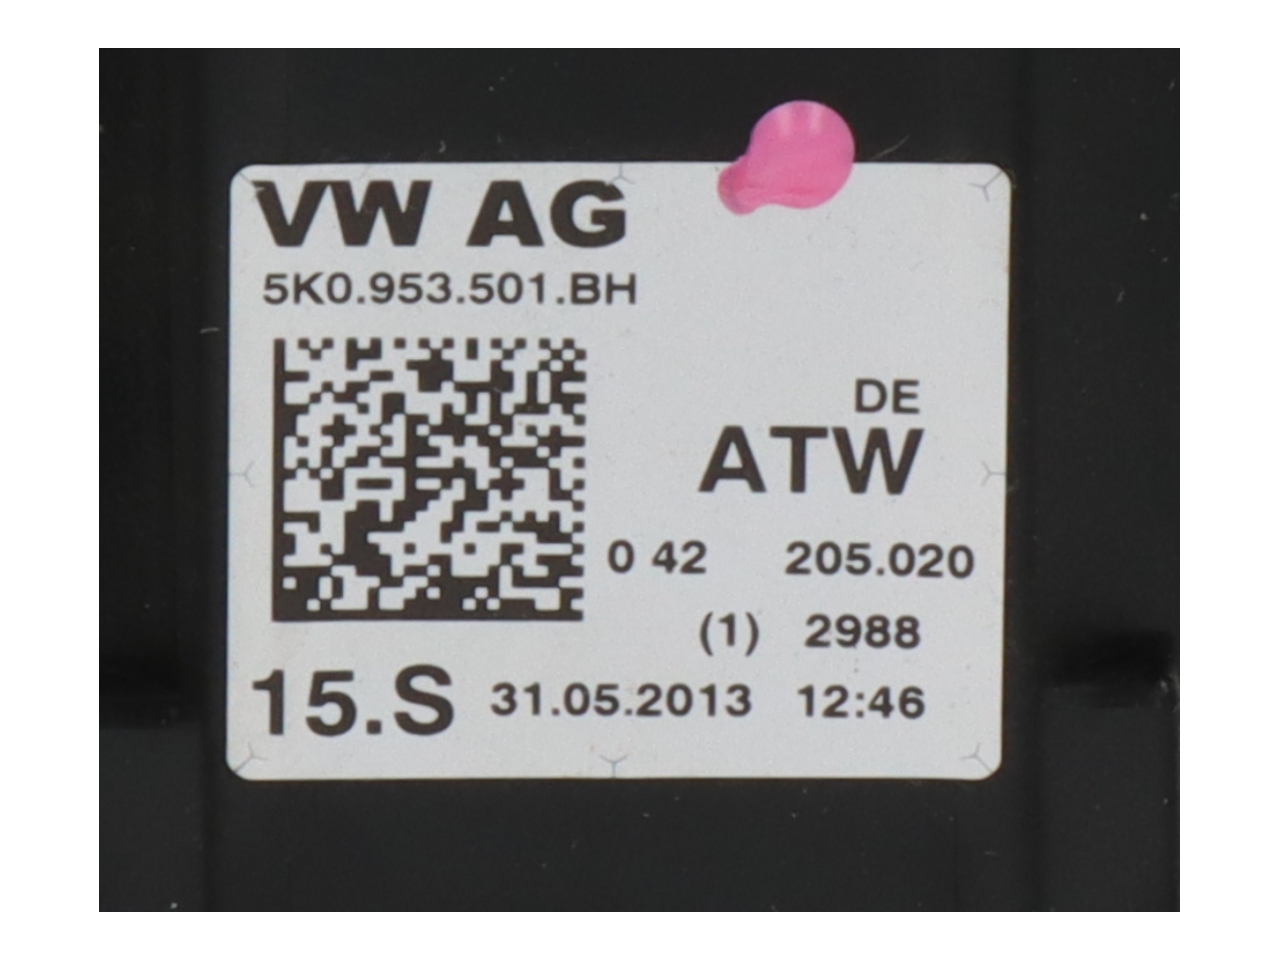 VW AG
5K0.953.501.BH
DE
ATW
0 42 205.020
(1) 2988
15.S 31.05.2013 12:46